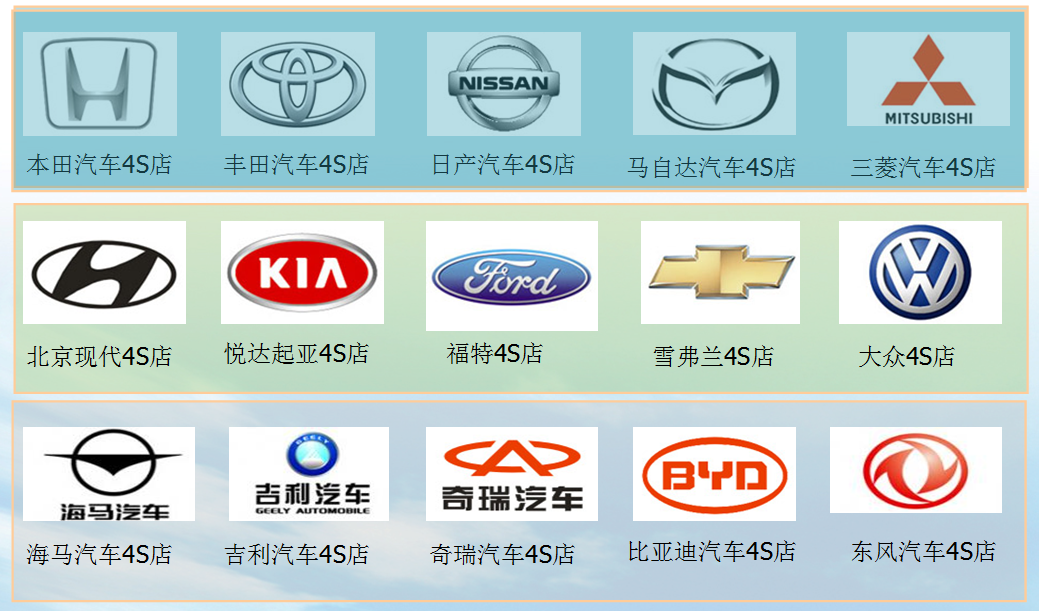 NISSAN
MITSUBISHI
本田汽车4S店
丰田汽车4S店
日产汽车4S店
马自达汽车4S店
三菱汽车4S店
KIA
Ford
北京现代4S店
悦达起亚4S店
福特4S店
雪弗兰4S店
大众4S店
海马汽车
GEELY
吉利汽车
GEELY AUTOMOBILE
奇瑞汽车
BYD
海马汽车4S店
吉利汽车4S店
奇瑞汽车4S店
比亚迪汽车4S店
东风汽车4S店